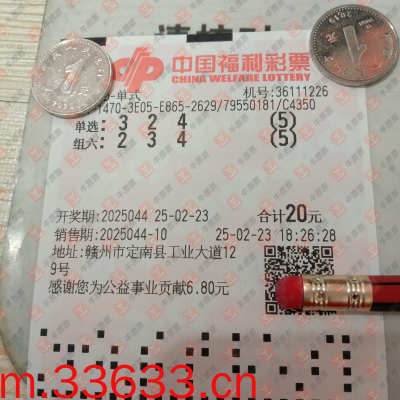 中国福利彩票
CHINA WELFARE LOTTERY
-单式 机号:36111226
1470-3E05-E865-2629/79550181/C4350
单选: 3 2 4 (5)
组六: 2 3 4 (5)
开奖期:2025044 25-02-23 合计20元
销售期:2025044-10 25-02-23 18:26:28
地址:赣州市定南县工业大道12
9号
感谢您为公益事业贡献6.80元
m.33633.cn